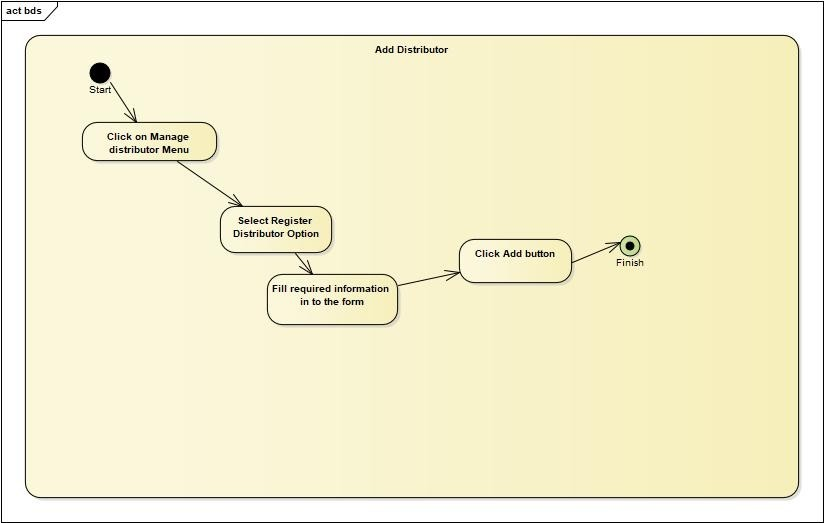 act bds
Add Distributor
Start
Click on Manage
distributor Menu
Select Register
Distributor Option
Fill required information
in to the form
Click Add button
Finish